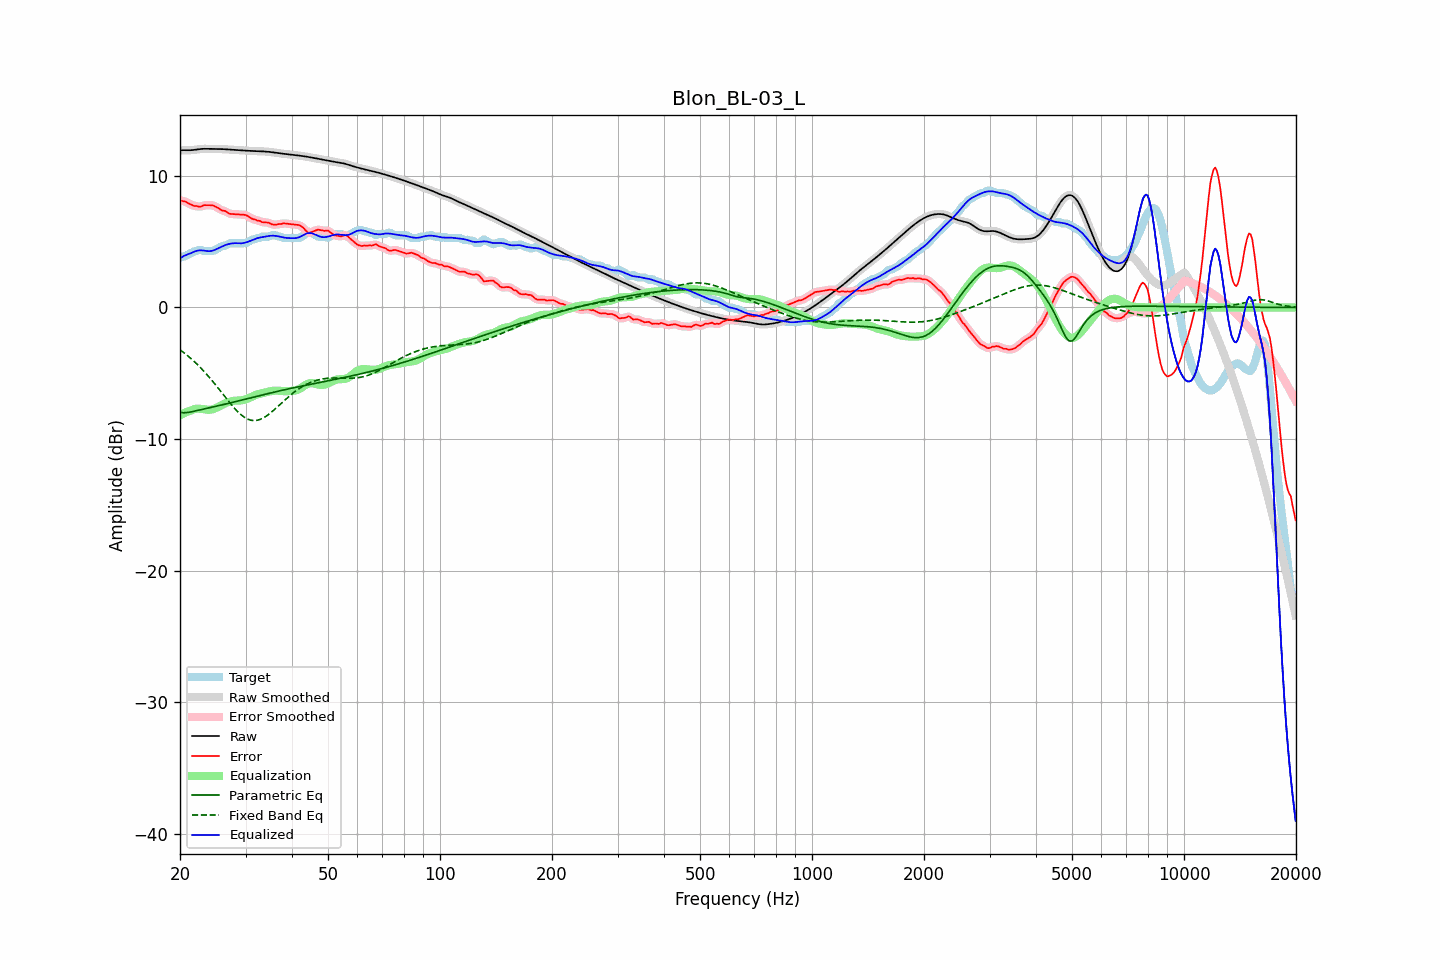 Blon_BL-03_L
Amplitude (dBr)
10
0
−10
−20
−30
−40
Target
Raw Smoothed
Error Smoothed
Raw
Error
Equalization
Parametric Eq
Fixed Band Eq
Equalized
20 50 100 200 500 1000 2000 5000 10000 20000
Frequency (Hz)